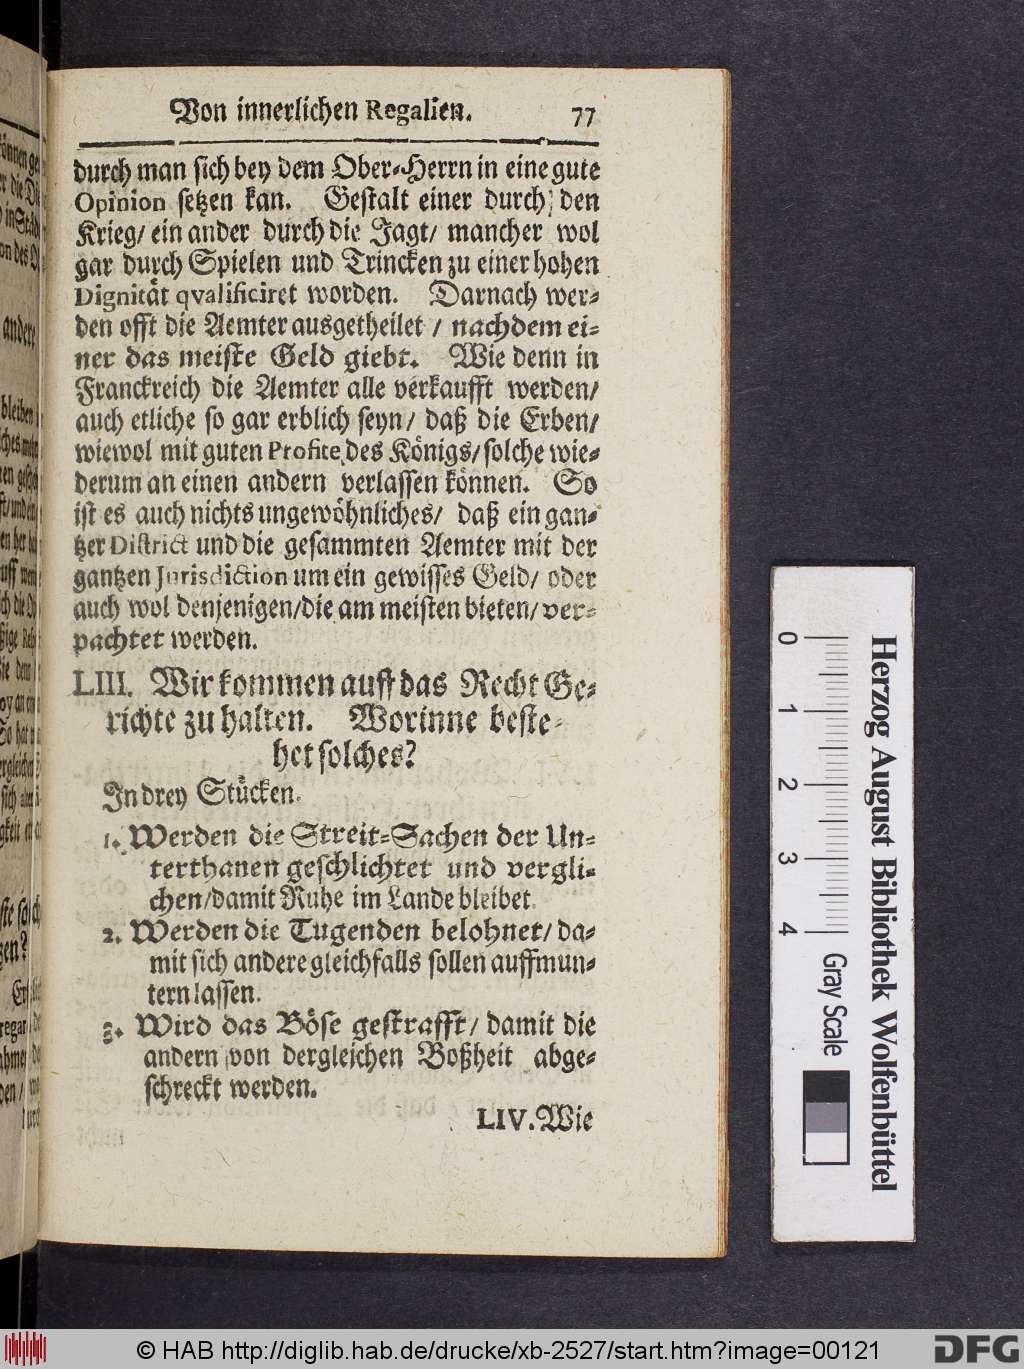 Von innerlichen Regalien. 77
durch man sich bey dem Ober-Herrn in eine gute
Opinion setzen kan. Gestalt einer durch den
Krieg/ ein ander durch die Jagt/ mancher wol
gar durch Spielen und Trincken zu einer hohen
Dignität qvalificiret worden. Darnach wer-
den offt die Aemter ausgetheilet / nachdem ei-
ner das meiste Geld giebt. Wie denn in
Franckreich die Aemter alle verkaufft werden/
auch etliche so gar erblich seyn / daß die Erben/
wiewol mit guten Profite des Königs/ solche wie-
derum an einen andern verlassen können. So
ist es auch nichts ungewöhnliches/ daß ein gan-
tzer District und die gesammten Aemter mit der
gantzen Jurisdiction um ein gewisses Geld/ oder
auch wol denjenigen/die am meisten bieten/ ver-
pachtet werden.
LIII. Wir kommen auff das Recht Ge-
richte zu halten. Worinne beste-
het solches?
In drey Stücken.
1. Werden die Streit-Sachen der Un-
terthanen geschlichtet und vergli-
chen/damit Ruhe im Lande bleibet.
2. Werden die Tugenden belohnet/ da-
mit sich andere gleichfalls sollen auffmun-
tern lassen.
3. Wird das Böse gestrafft/ damit die
andern von dergleichen Boßheit abge-
schreckt werden.
LIV. Wie
0 1 2 3 4
Gray Scale
Herzog August Bibliothek Wolfenbüttel
© HAB http://diglib.hab.de/drucke/xb-2527/start.htm?image=00121
DFG